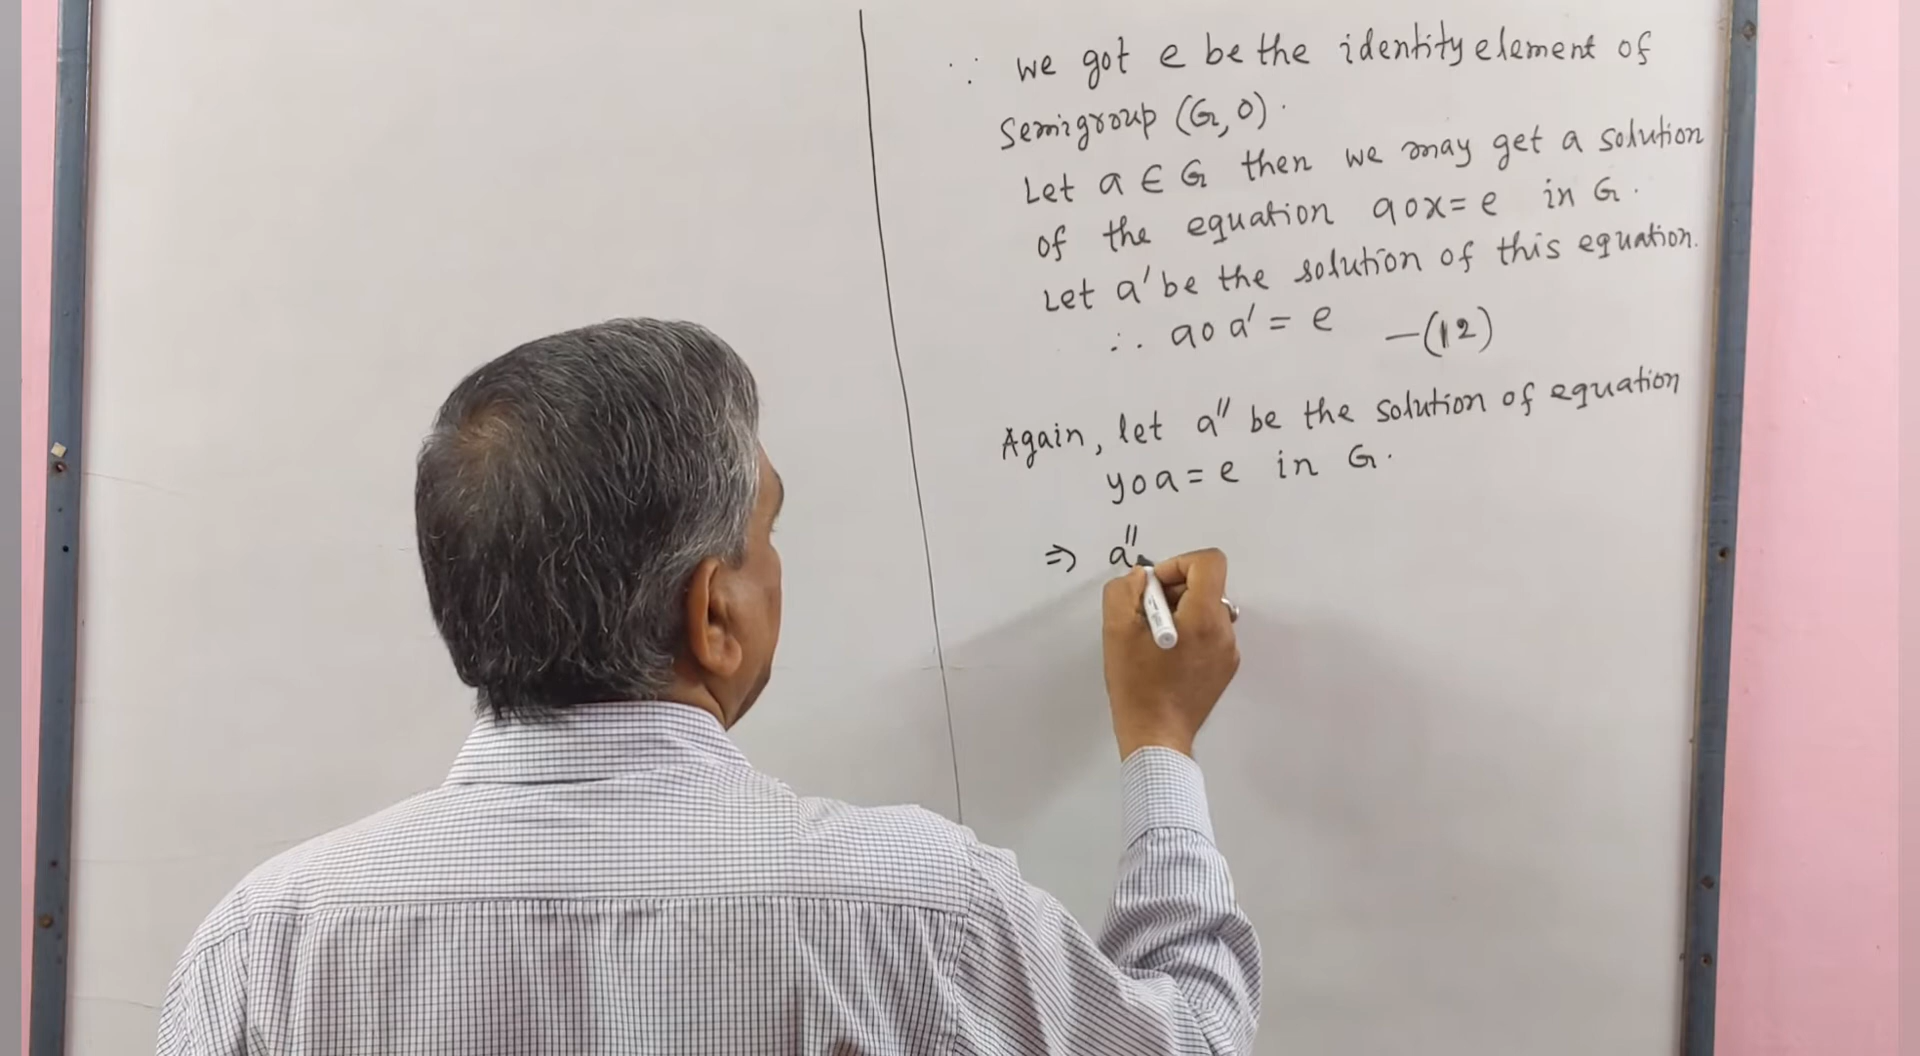 ∵ we got e be the identity element of
Semigroup (G, o).
Let a ∈ G then we may get a solution
of the equation aox = e in G.
Let a' be the solution of this equation.
∴ aoa' = e —(12)
Again, let a'' be the solution of equation
yoa = e in G.
⇒ a''